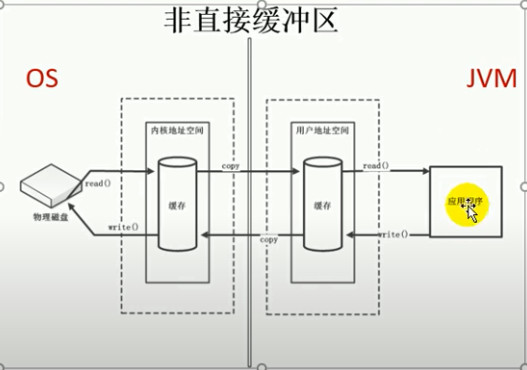 非直接缓冲区
OS
JVM
内核地址空间
用户地址空间
copy
read()
read()
缓存
缓存
应用程序
物理磁盘
write()
copy
write()